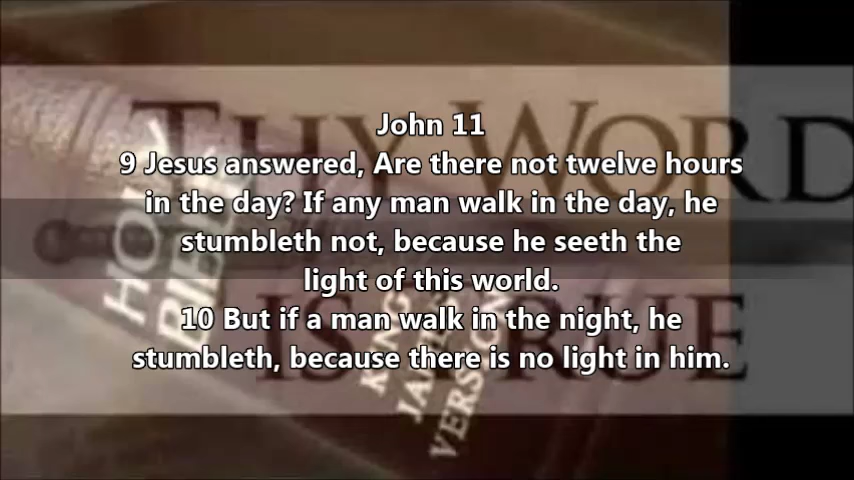 John 11
9 Jesus answered, Are there not twelve hours
in the day? If any man walk in the day, he
stumbleth not, because he seeth the
light of this world.
10 But if a man walk in the night, he
stumbleth, because there is no light in him.
THY WORD
IS TRUE
HOLY
BIBLE
KING
JAMES
VERSION